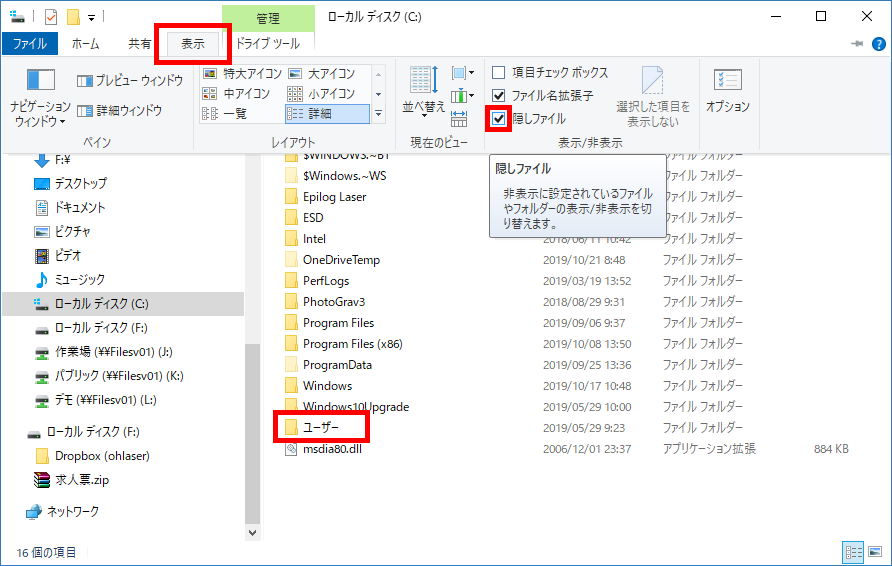 管理
ローカル ディスク (C:)
ファイル
ホーム
共有
表示
ドライブ ツール
ナビゲーション
ウィンドウ
プレビュー ウィンドウ
詳細ウィンドウ
ペイン
特大アイコン
大アイコン
中アイコン
小アイコン
一覧
詳細
レイアウト
並べ替え
現在のビュー
項目チェック ボックス
ファイル名拡張子
隠しファイル
選択した項目を
表示しない
表示/非表示
オプション
隠しファイル
非表示に設定されているファイル
やフォルダーの表示/非表示を切
り替えます。
F:¥
デスクトップ
ドキュメント
ピクチャ
ビデオ
ミュージック
ローカル ディスク (C:)
ローカル ディスク (F:)
作業場 (¥¥Filesv01) (J:)
パブリック (¥¥Filesv01) (K:)
デモ (¥¥Filesv01) (L:)
ローカル ディスク (F:)
Dropbox (ohlaser)
求人票.zip
ネットワーク
$WINDOWS.~BT ファイル フォルダー
$Windows.~WS ファイル フォルダー
Epilog Laser ファイル フォルダー
ESD ファイル フォルダー
Intel 2018/06/11 10:42 ファイル フォルダー
OneDriveTemp 2019/10/21 8:48 ファイル フォルダー
PerfLogs 2019/03/19 13:52 ファイル フォルダー
PhotoGrav3 2018/08/29 9:31 ファイル フォルダー
Program Files 2019/09/06 9:37 ファイル フォルダー
Program Files (x86) 2019/10/08 13:50 ファイル フォルダー
ProgramData 2019/09/25 13:36 ファイル フォルダー
Windows 2019/10/17 10:48 ファイル フォルダー
Windows10Upgrade 2019/05/29 10:00 ファイル フォルダー
ユーザー 2019/05/29 9:23 ファイル フォルダー
msdia80.dll 2006/12/01 23:37 アプリケーション拡張 884 KB
16 個の項目